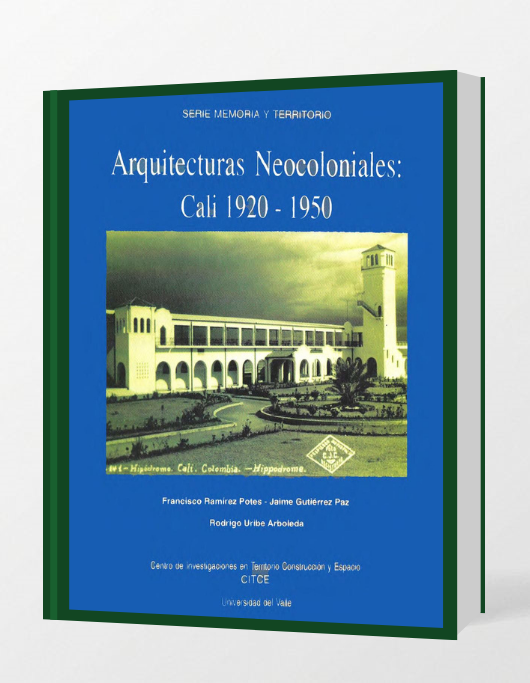 SERIE MEMORIA Y TERRITORIO
Arquitecturas Neocoloniales:
Cali 1920 - 1950
101 - Hipódromo. Cali. Colombia. - Hippodrome.
C.J.C.
Francisco Ramírez Potes - Jaime Gutiérrez Paz
Rodrigo Uribe Arboleda
Centro de Investigaciones en Territorio Construcción y Espacio
CITCE
Universidad del Valle